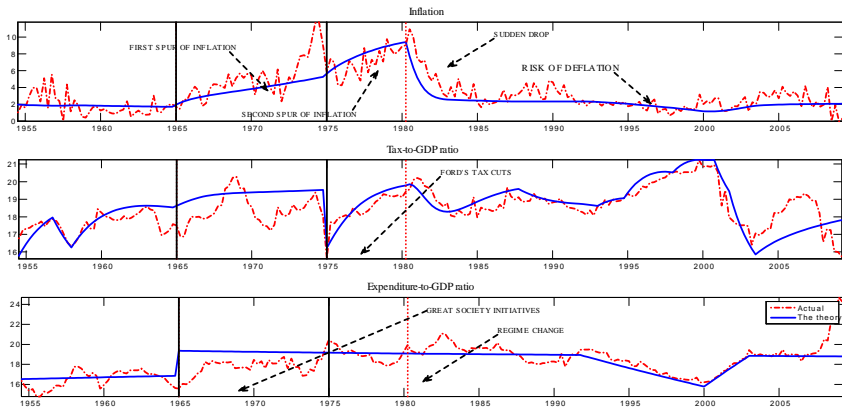 Inflation
10
8
6
4
2
0
FIRST SPUR OF INFLATION
SECOND SPUR OF INFLATION
SUDDEN DROP
RISK OF DEFLATION
1955 1960 1965 1970 1975 1980 1985 1990 1995 2000 2005
Tax-to-GDP ratio
21
20
19
18
17
16
FORD'S TAX CUTS
1955 1960 1965 1970 1975 1980 1985 1990 1995 2000 2005
Expenditure-to-GDP ratio
24
22
20
18
16
GREAT SOCIETY INITIATIVES
REGIME CHANGE
Actual
The theory
1955 1960 1965 1970 1975 1980 1985 1990 1995 2000 2005